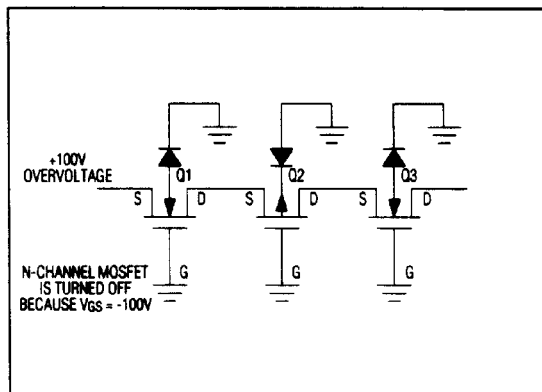 +100V
OVERVOLTAGE
Q1
Q2
Q3
S
D
S
D
S
D
G
G
G
N-CHANNEL MOSFET
IS TURNED OFF
BECAUSE VGS = -100V